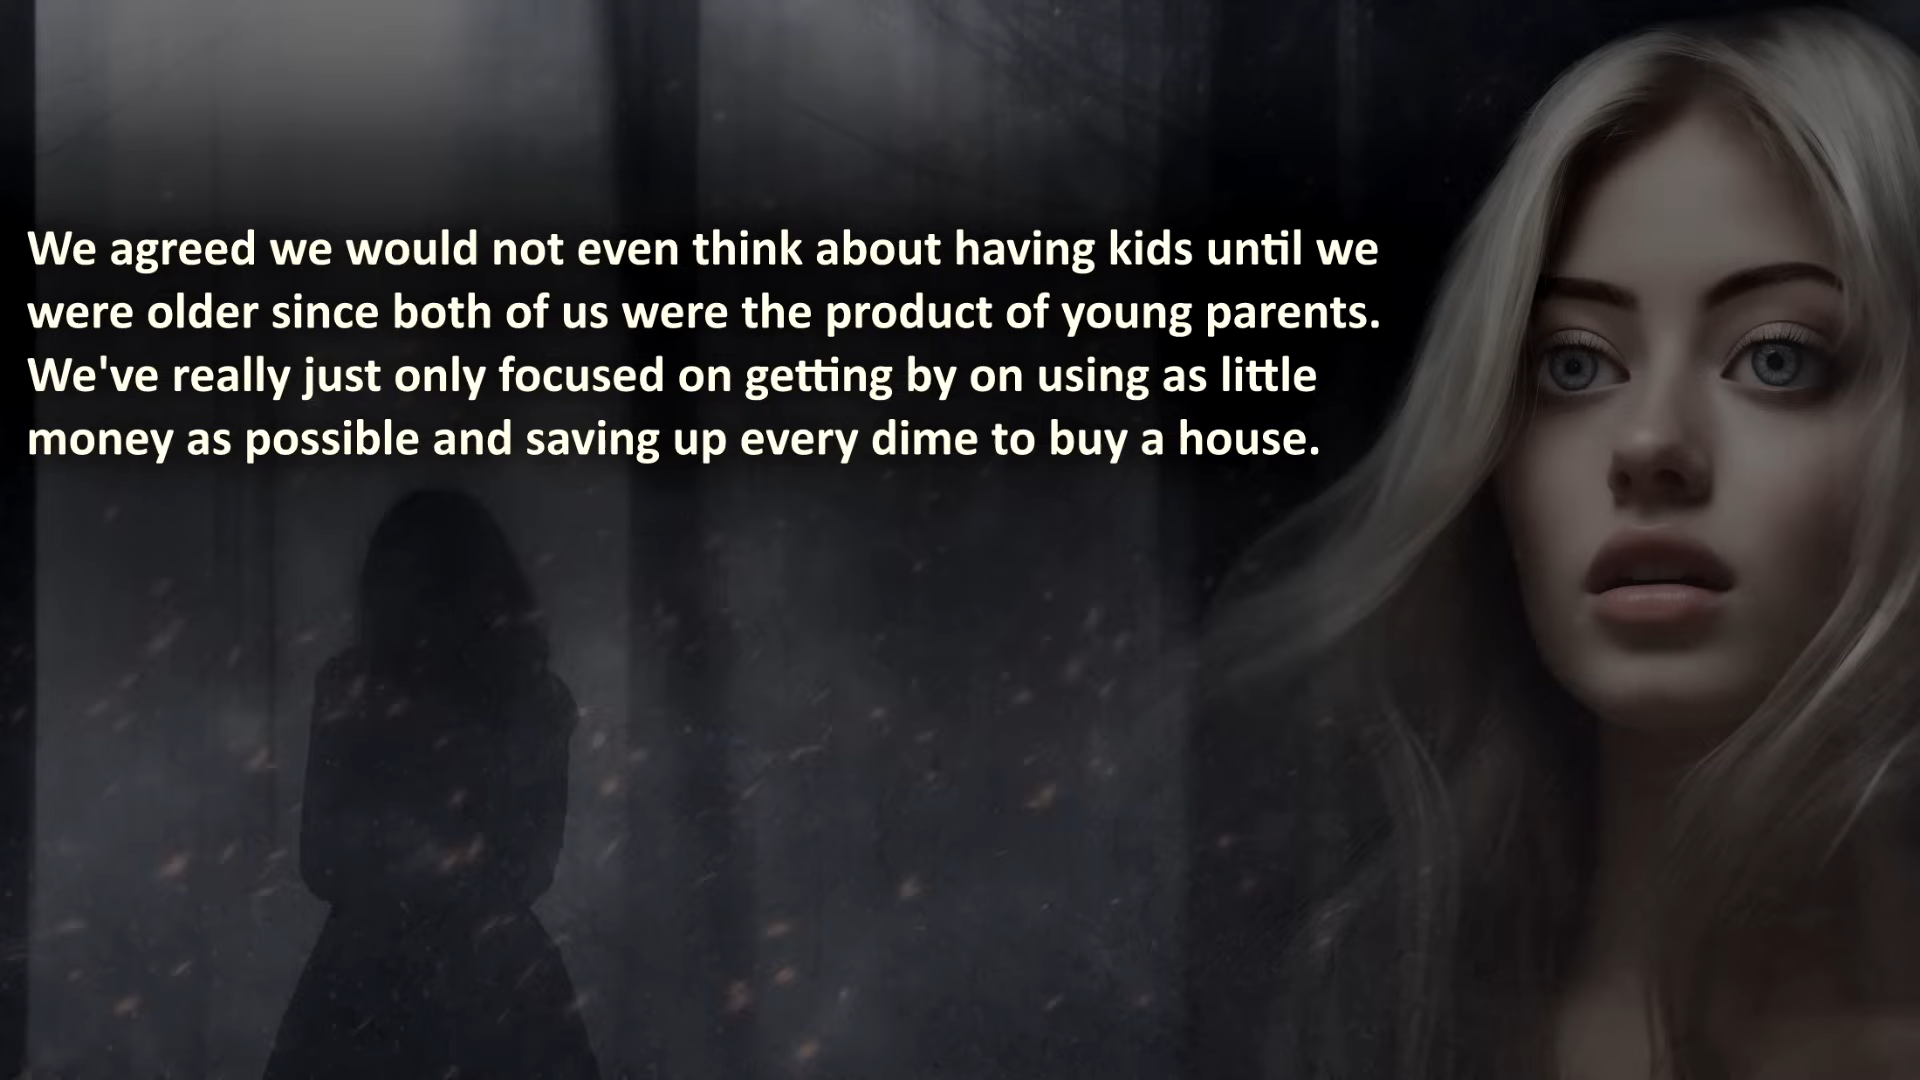 We agreed we would not even think about having kids until we
were older since both of us were the product of young parents.
We've really just only focused on getting by on using as little
money as possible and saving up every dime to buy a house.